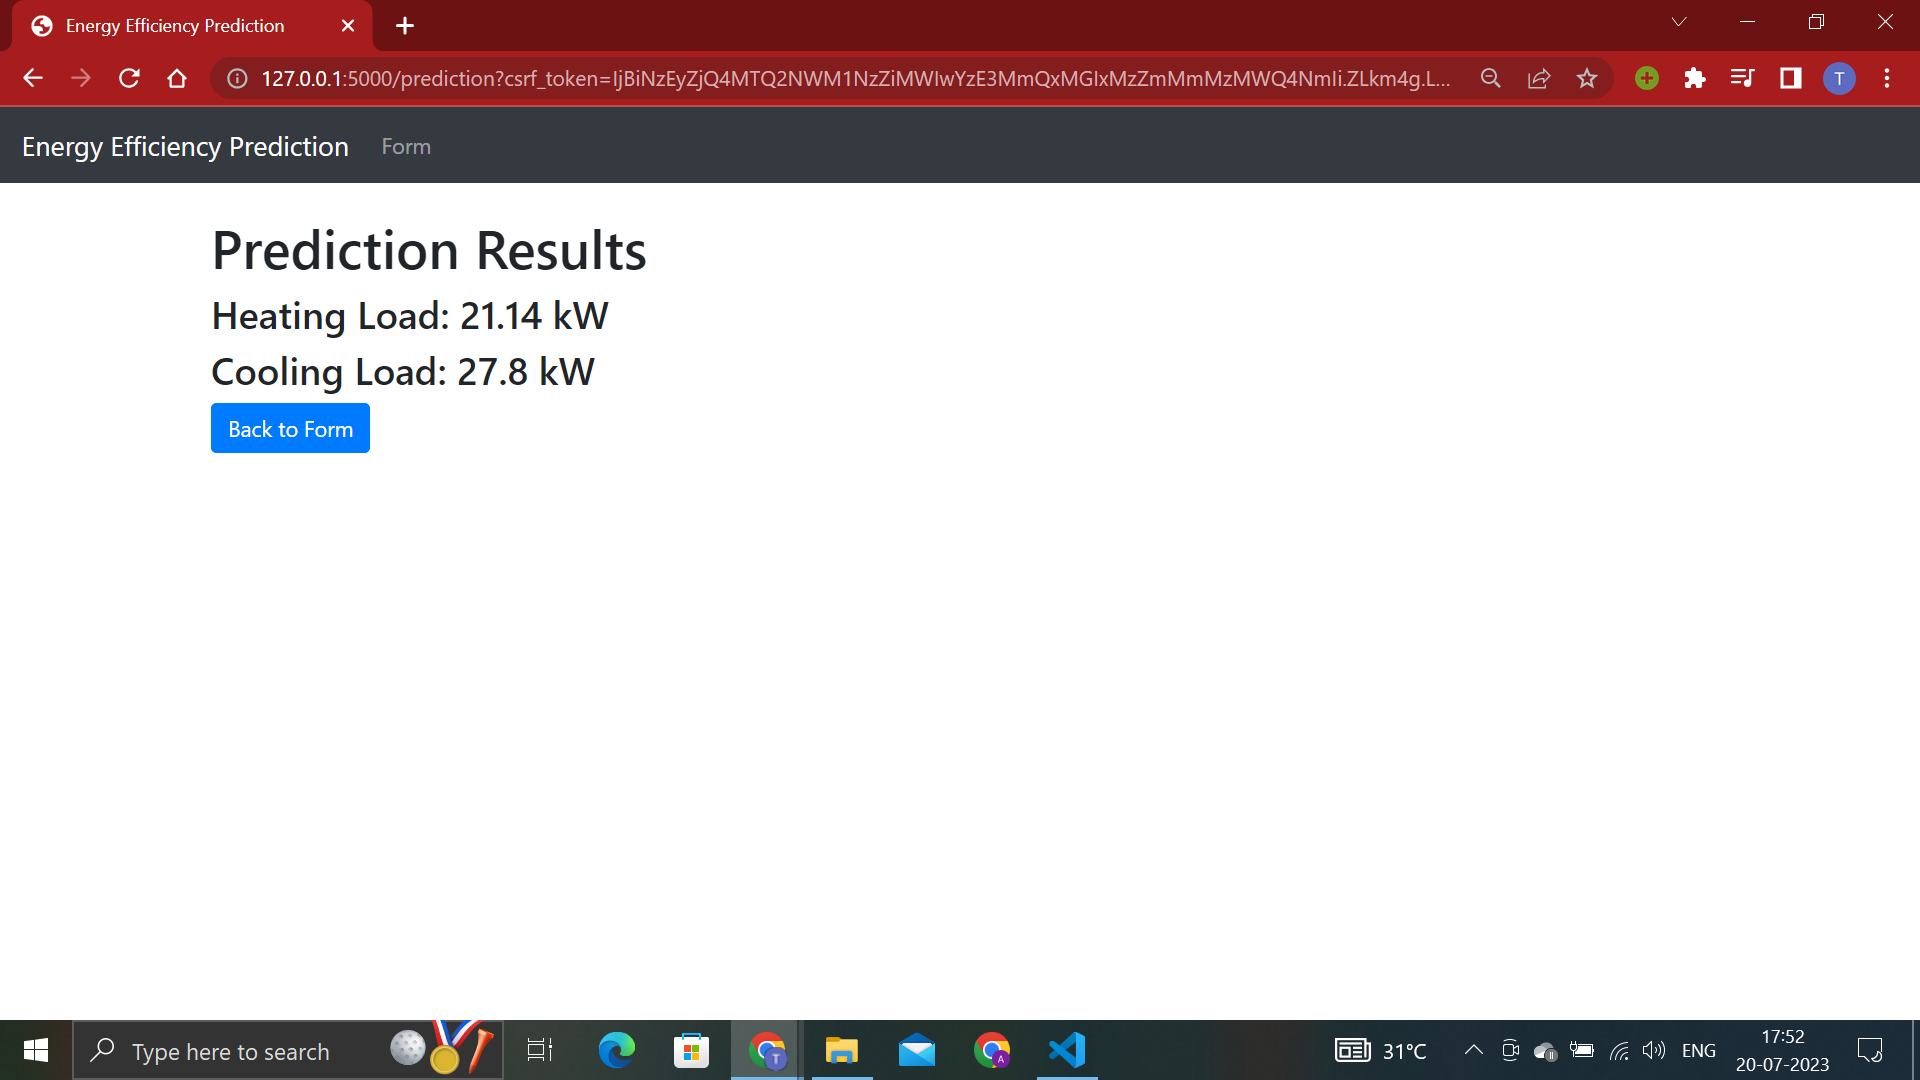 Energy Efficiency Prediction
127.0.0.1:5000/prediction?csrf_token=IjBiNzEyZjQ4MTQ2NWM1NzZiMWIwYzE3MmQxMGIxMzZmMmMzMWQ4NmIi.ZLkm4g.L...
T
Energy Efficiency Prediction Form
Prediction Results
Heating Load: 21.14 kW
Cooling Load: 27.8 kW
Back to Form
Type here to search
T
A
31°C
ENG
17:52
20-07-2023